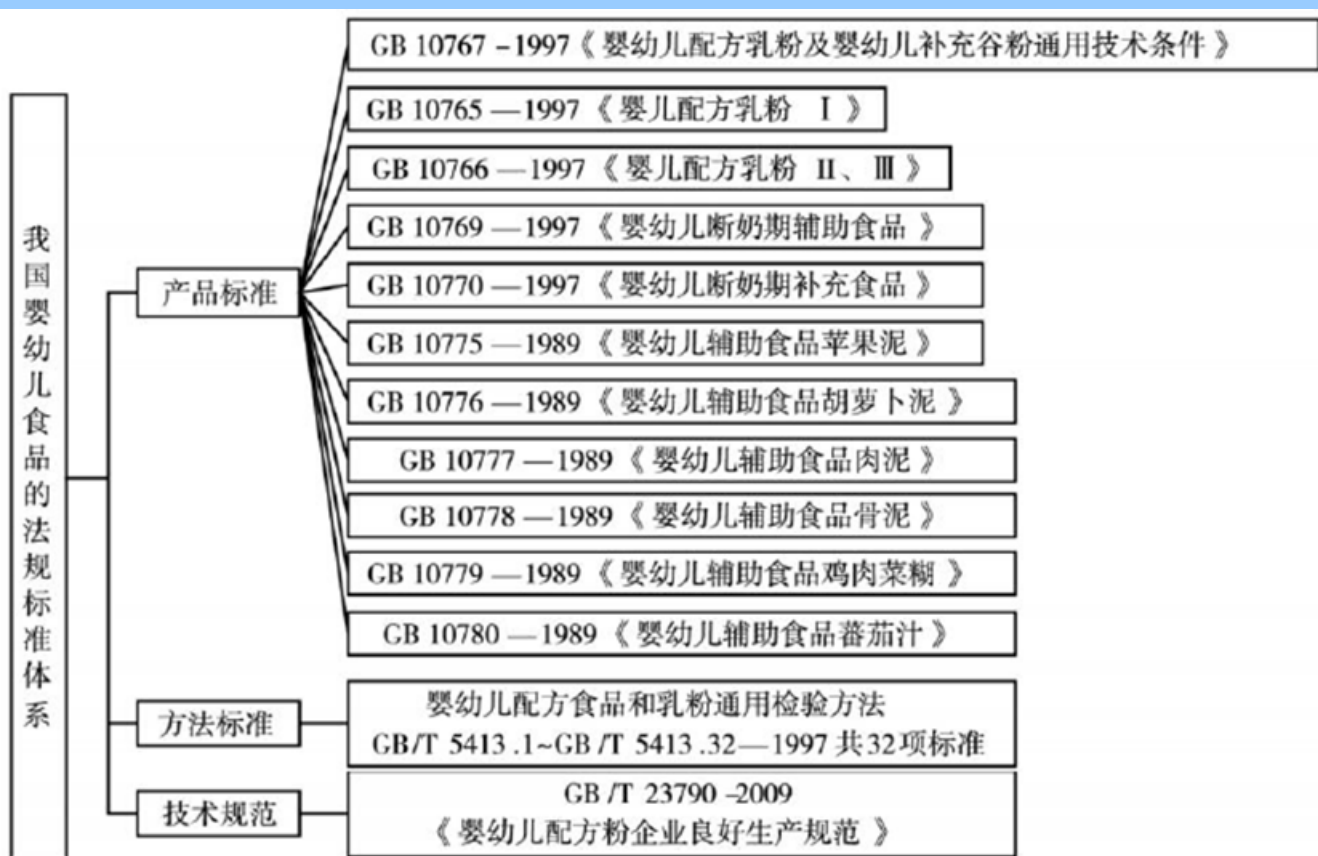 我国婴幼儿食品的法规标准体系
产品标准
GB 10767 -1997《婴幼儿配方乳粉及婴幼儿补充谷粉通用技术条件》
GB 10765 —1997《婴儿配方乳粉 Ⅰ》
GB 10766 —1997《婴儿配方乳粉 Ⅱ、Ⅲ》
GB 10769 —1997《婴幼儿断奶期辅助食品》
GB 10770 —1997《婴幼儿断奶期补充食品》
GB 10775 —1989《婴幼儿辅助食品苹果泥》
GB 10776 —1989《婴幼儿辅助食品胡萝卜泥》
GB 10777 —1989《婴幼儿辅助食品肉泥》
GB 10778 —1989《婴幼儿辅助食品骨泥》
GB 10779 —1989《婴幼儿辅助食品鸡肉菜糊》
GB 10780 —1989《婴幼儿辅助食品蕃茄汁》
方法标准
婴幼儿配方食品和乳粉通用检验方法
GB/T 5413 .1~GB /T 5413 .32—1997 共32项标准
技术规范
GB /T 23790 -2009
《婴幼儿配方粉企业良好生产规范》